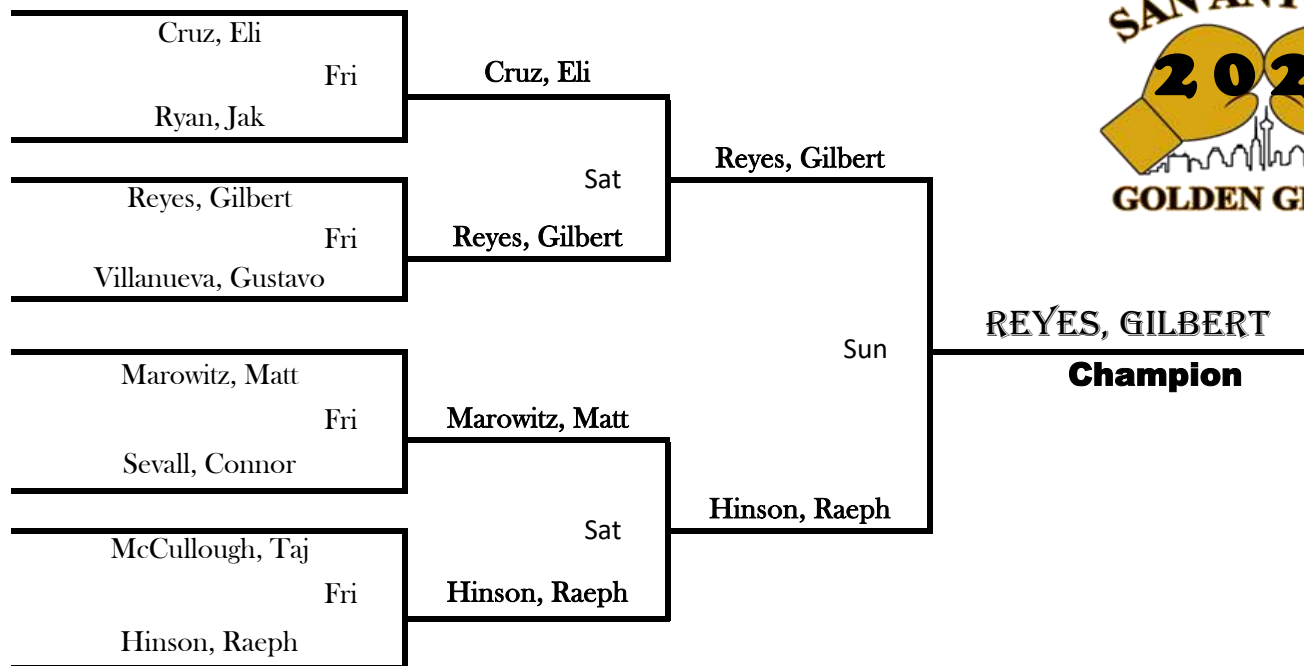 Cruz, Eli
Fri
Ryan, Jak
Reyes, Gilbert
Fri
Villanueva, Gustavo
Marowitz, Matt
Fri
Sevall, Connor
McCullough, Taj
Fri
Hinson, Raeph
Cruz, Eli
Sat
Reyes, Gilbert
Marowitz, Matt
Sat
Hinson, Raeph
Reyes, Gilbert
Sun
Hinson, Raeph
SAN
GOLDEN
REYES, GILBERT
Champion